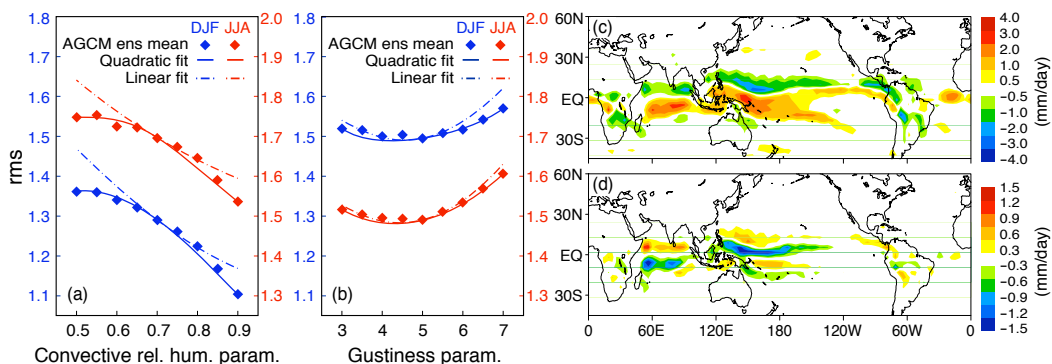 DJF JJA
AGCM ens mean
Quadratic fit
Linear fit
rms
1.8
1.7
1.6
1.5
1.4
1.3
1.2
1.1
2.0
1.9
1.8
1.7
1.6
1.5
1.4
1.3
(a)
0.5 0.6 0.7 0.8 0.9
Convective rel. hum. param.
DJF JJA
AGCM ens mean
Quadratic fit
Linear fit
1.8
1.7
1.6
1.5
1.4
1.3
1.2
1.1
2.0
1.9
1.8
1.7
1.6
1.5
1.4
1.3
(b)
3 4 5 6 7
Gustiness param.
(c)
60N
30N
EQ
30S
4.0
3.0
1.0
0.5
−0.5
−1.0
−2.0
−3.0
−4.0
(mm/day)
(d)
60N
30N
EQ
30S
0 60E 120E 180 120W 60W 0
1.5
1.2
0.9
0.6
0.3
−0.3
−0.6
−0.9
−1.2
−1.5
(mm/day)